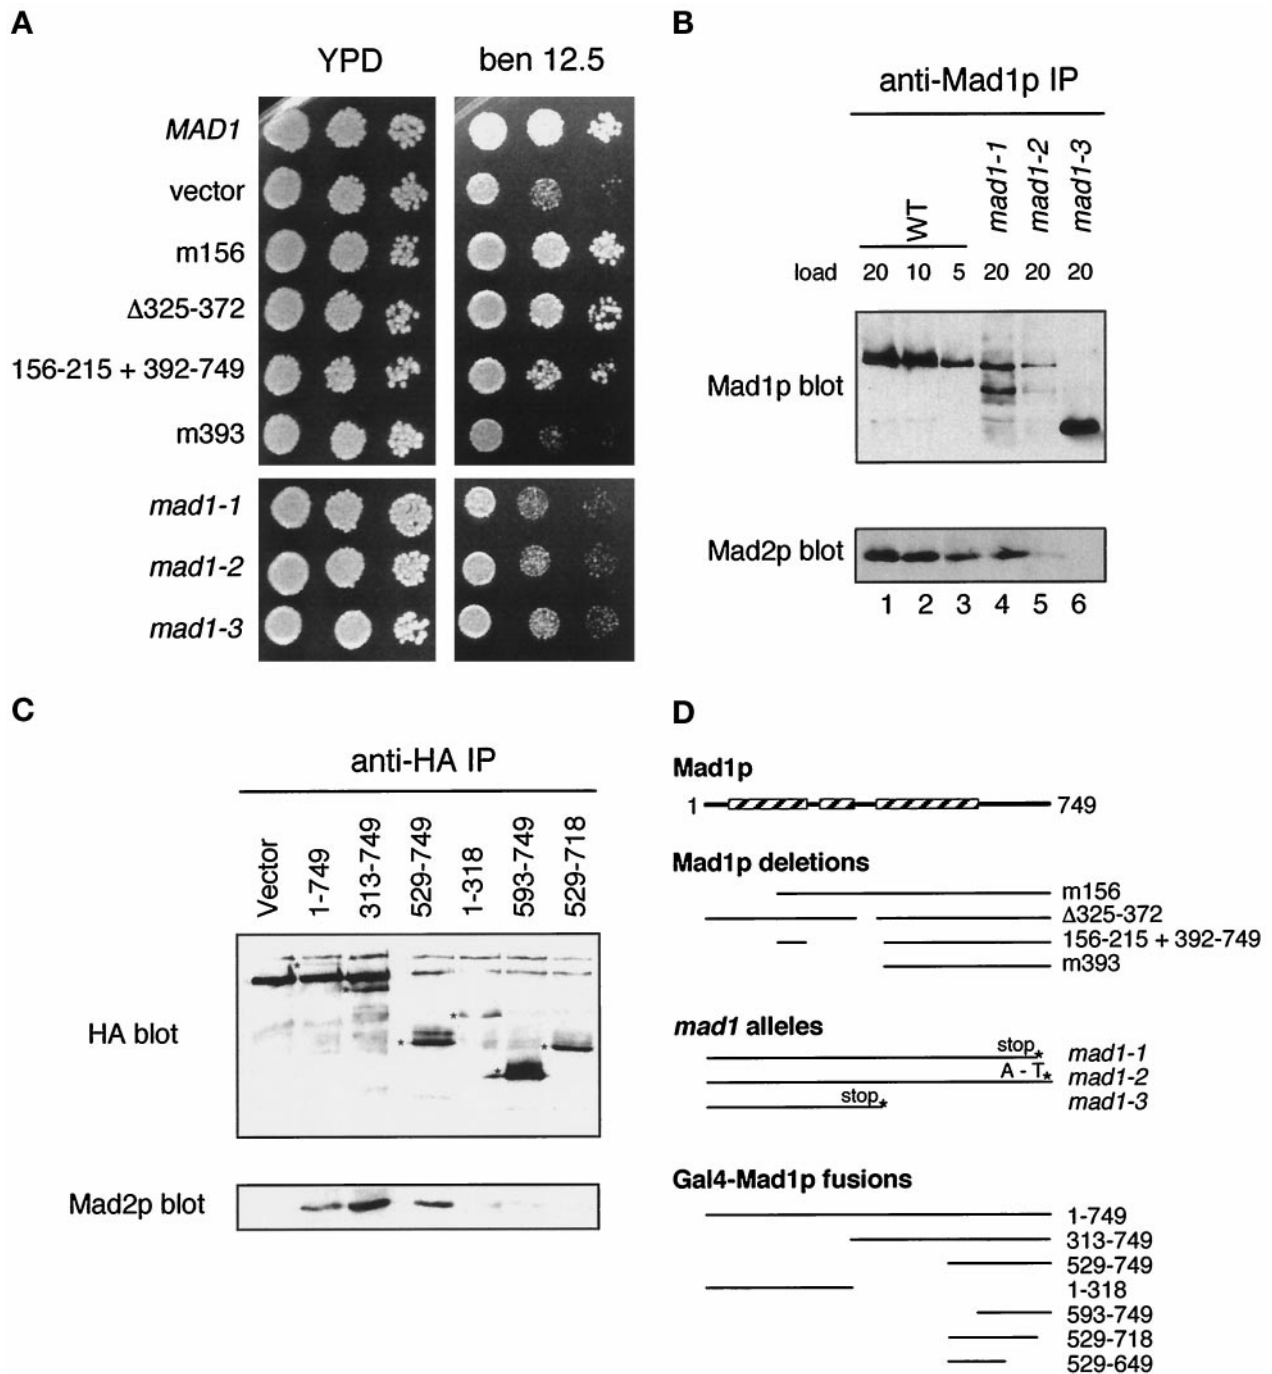 A
YPD ben 12.5
MAD1
vector
m156
Δ325-372
156-215 + 392-749
m393
mad1-1
mad1-2
mad1-3
B
anti-Mad1p IP
WT mad1-1 mad1-2 mad1-3
load 20 10 5 20 20 20
Mad1p blot
Mad2p blot
1 2 3 4 5 6
C
anti-HA IP
Vector 1-749 313-749 529-749 1-318 593-749 529-718
HA blot
* * * * * *
Mad2p blot
D
Mad1p
1 749
Mad1p deletions
m156
Δ325-372
156-215 + 392-749
m393
mad1 alleles
stop* mad1-1
A - T* mad1-2
stop* mad1-3
Gal4-Mad1p fusions
1-749
313-749
529-749
1-318
593-749
529-718
529-649